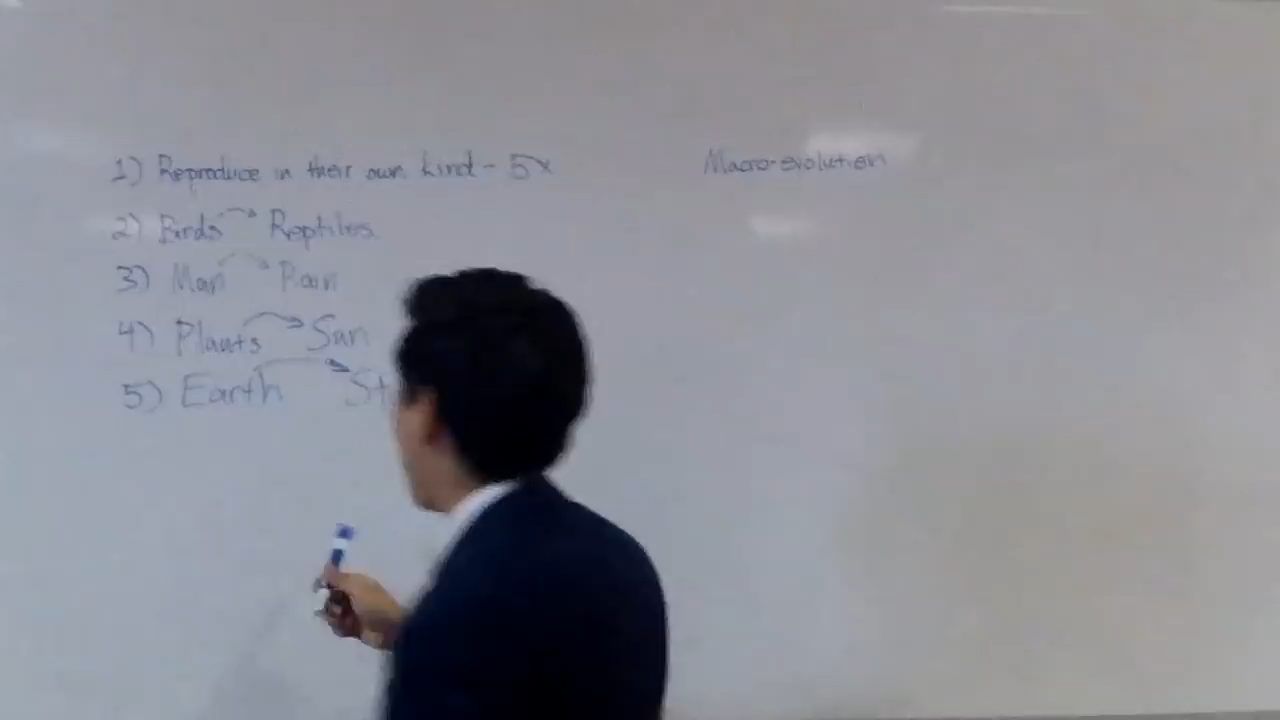 1) Reproduce in their own kind - 5x
Macro-evolution
2) Birds → Reptiles
3) Man → Rain
4) Plants → Sun
5) Earth →